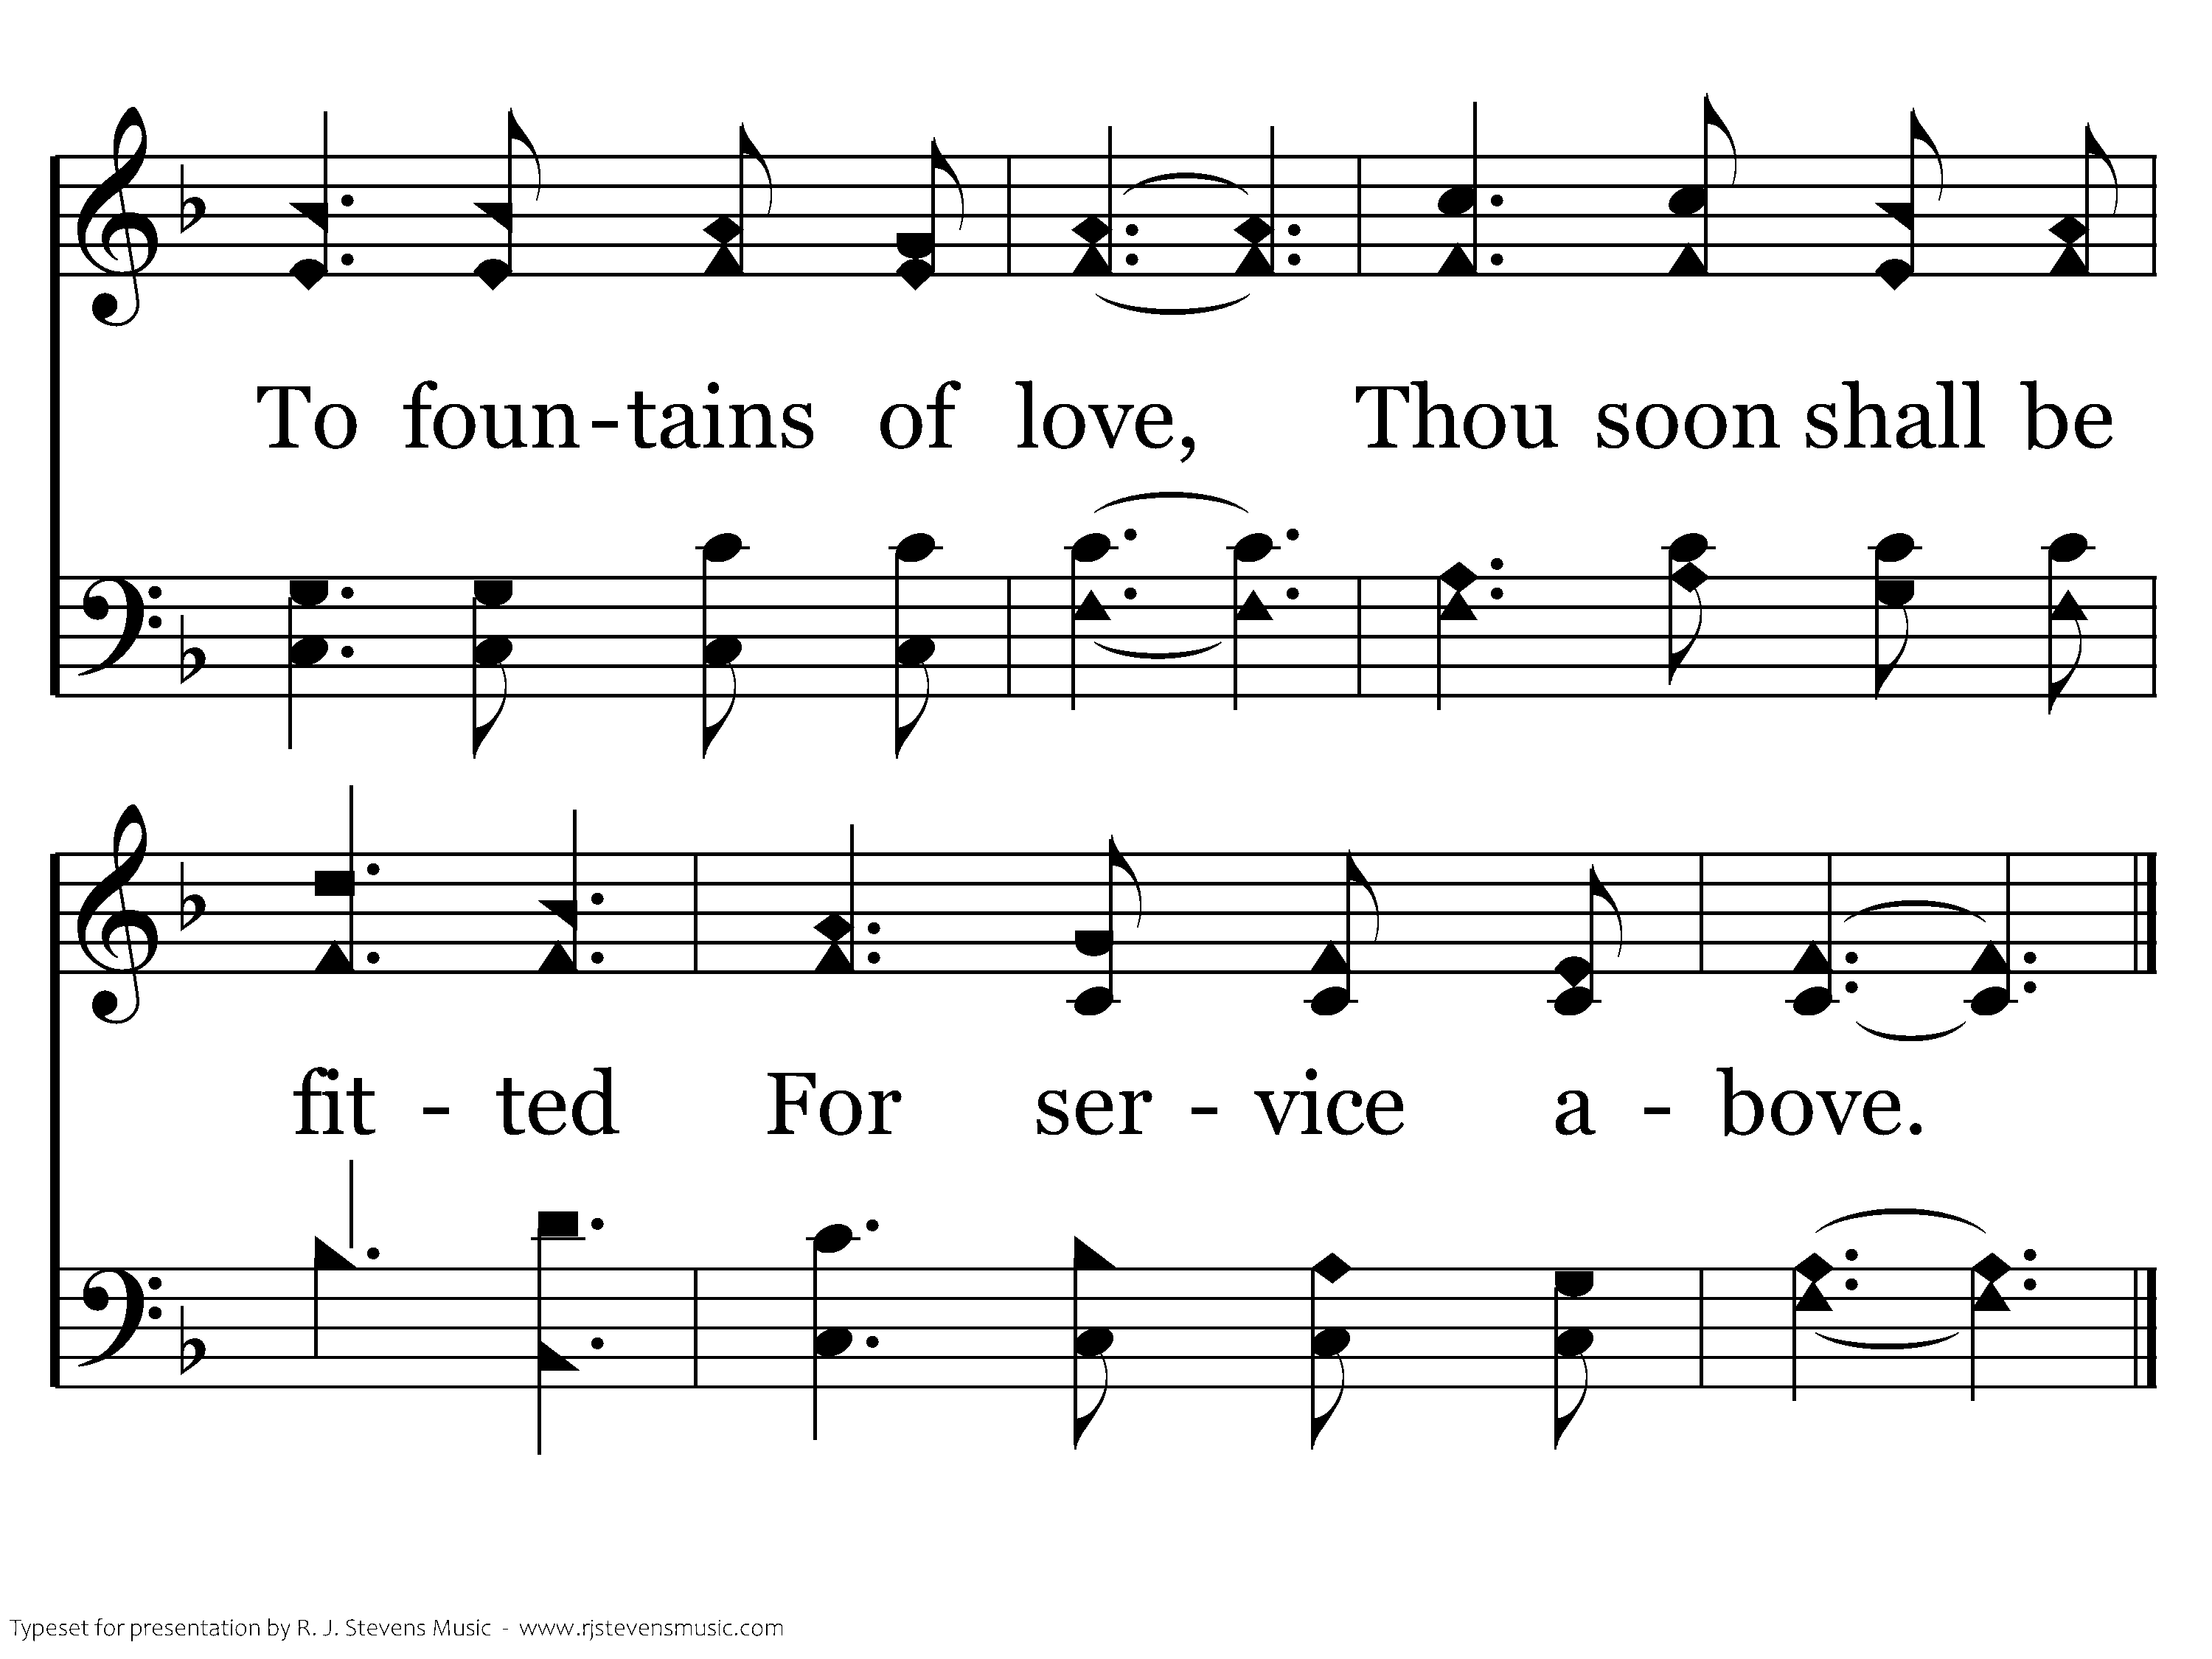 To foun-tains of love, Thou soon shall be
fit - ted For ser - vice a - bove.
Typeset for presentation by R. J. Stevens Music - www.rjstevensmusic.com